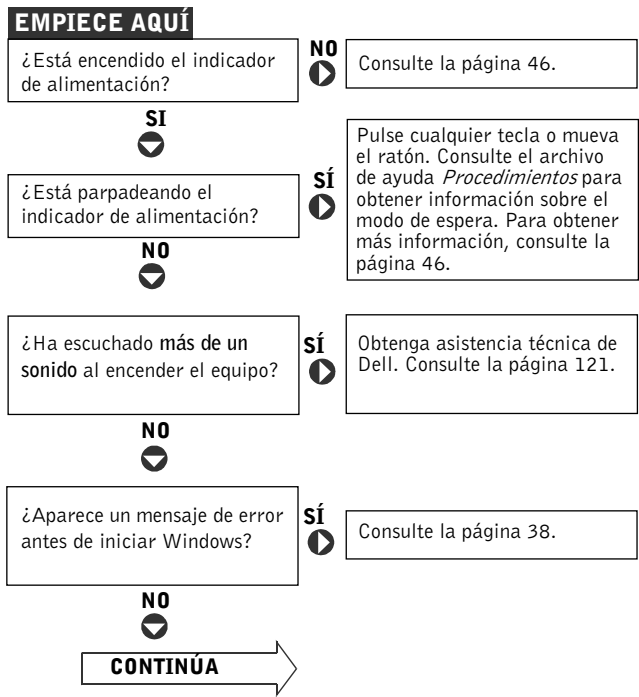 EMPIECE AQUÍ
¿Está encendido el indicador
de alimentación?
NO
Consulte la página 46.
SI
¿Está parpadeando el
indicador de alimentación?
SÍ
Pulse cualquier tecla o mueva
el ratón. Consulte el archivo
de ayuda Procedimientos para
obtener información sobre el
modo de espera. Para obtener
más información, consulte la
página 46.
NO
¿Ha escuchado más de un
sonido al encender el equipo?
SÍ
Obtenga asistencia técnica de
Dell. Consulte la página 121.
NO
¿Aparece un mensaje de error
antes de iniciar Windows?
SÍ
Consulte la página 38.
NO
CONTINÚA